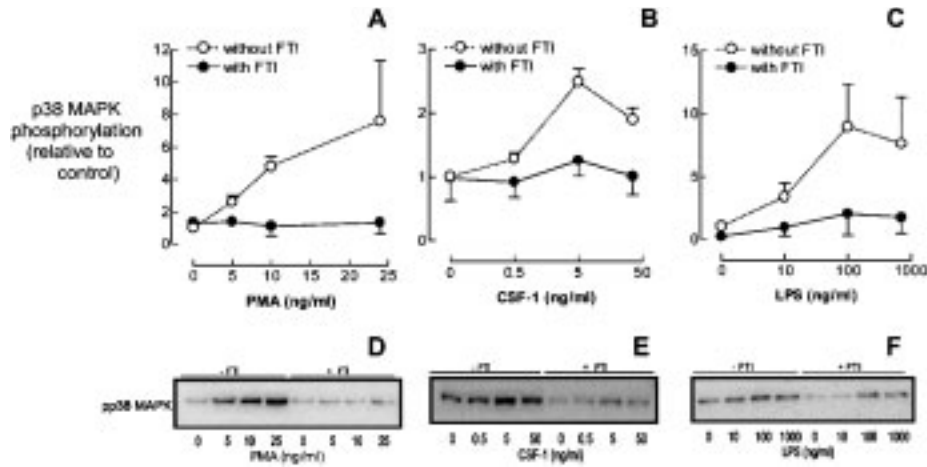 A
B
C
without FTI
with FTI
without FTI
with FTI
without FTI
with FTI
p38 MAPK
phosphorylation
(relative to
control)
12
10
8
6
4
2
0
3
2
1
0
15
10
5
0
0 5 10 15 20 25
PMA (ng/ml)
0 0.5 5 50
CSF-1 (ng/ml)
0 10 100 1000
LPS (ng/ml)
D
E
F
- FTI + FTI
pp38 MAPK
0 5 10 25 0 5 10 25
PMA (ng/ml)
0 0.5 5 50 0 0.5 5 50
CSF-1 (ng/ml)
0 10 100 1000 0 10 100 1000
LPS (ng/ml)